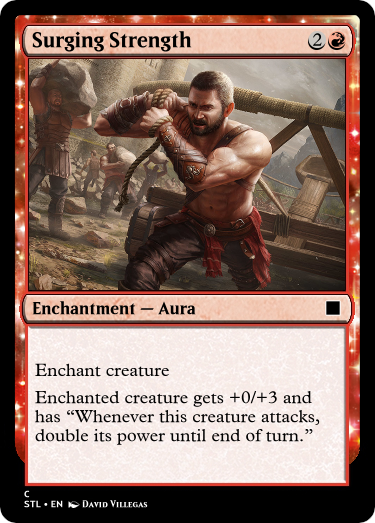 Surging Strength 2
Enchantment — Aura
Enchant creature
Enchanted creature gets +0/+3 and
has “Whenever this creature attacks,
double its power until end of turn.”
C
STL • EN David Villegas